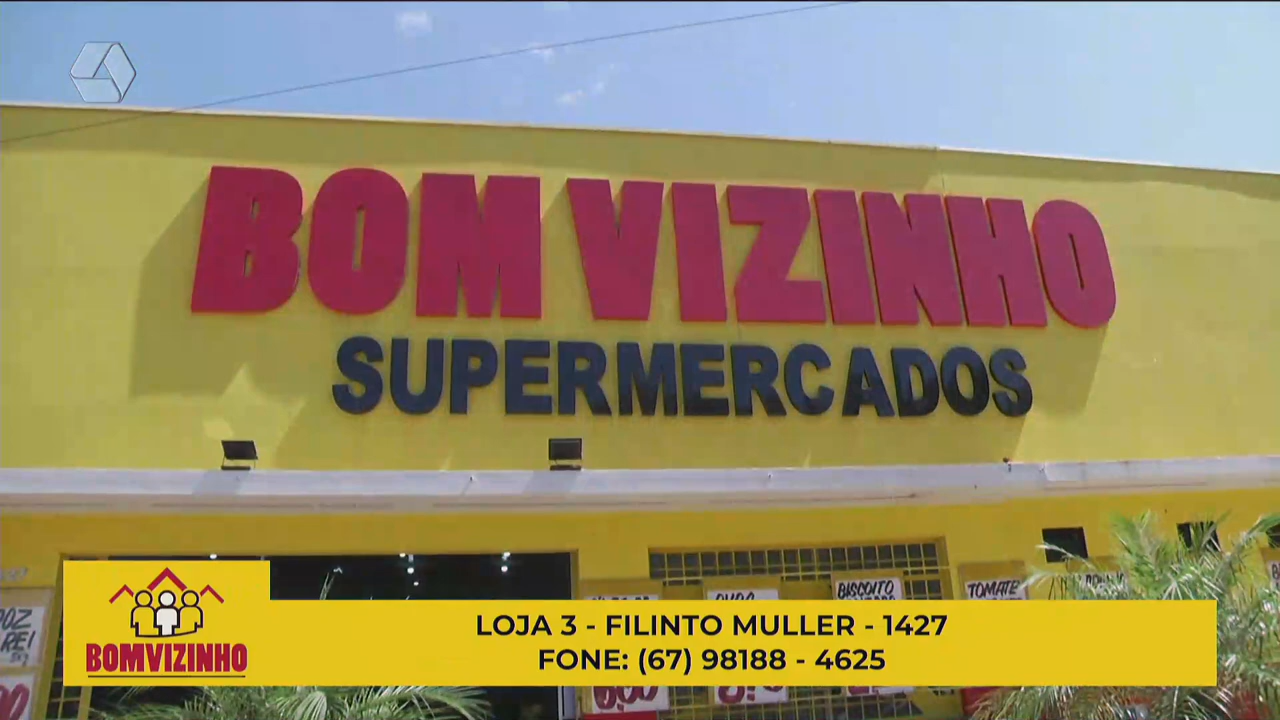 BOM VIZINHO
SUPERMERCADOS
BISCOITO
TOMATE
BOMVIZINHO
LOJA 3 - FILINTO MULLER - 1427
FONE: (67) 98188 - 4625